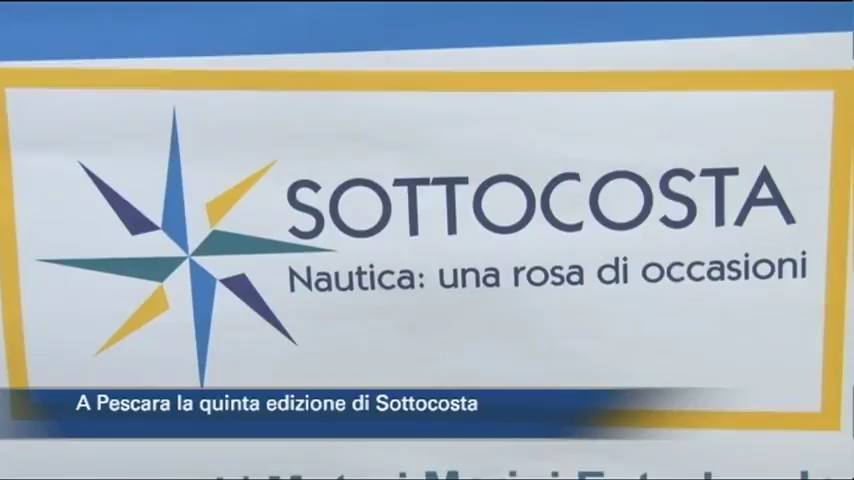 SOTTOCOSTA
Nautica: una rosa di occasioni
A Pescara la quinta edizione di Sottocosta